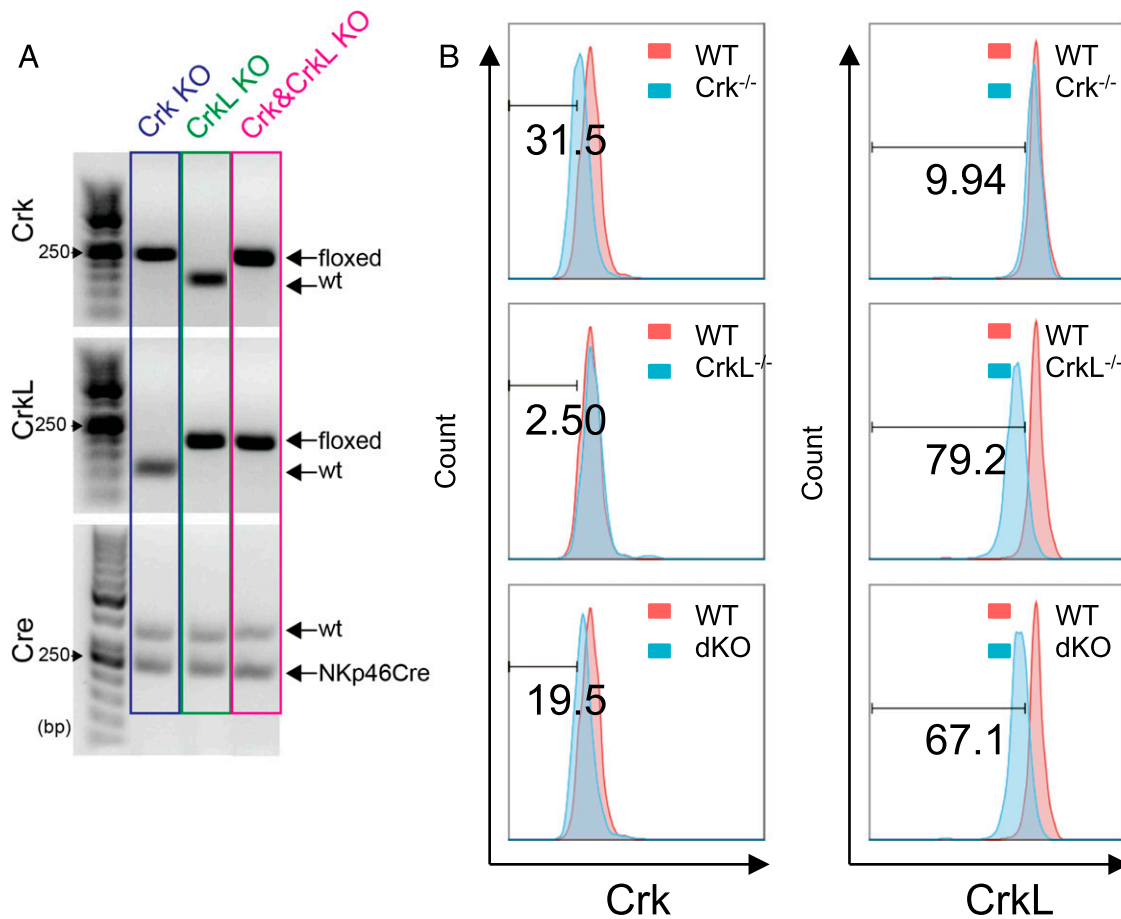 A
Crk KO
CrkL KO
Crk&CrkL KO
Crk
250
floxed
wt
CrkL
250
floxed
wt
Cre
wt
250
NKp46Cre
(bp)
B
WT
Crk-/-
31.5
WT
Crk-/-
9.94
WT
CrkL-/-
2.50
WT
CrkL-/-
79.2
WT
dKO
19.5
WT
dKO
67.1
Count
Count
Crk
CrkL